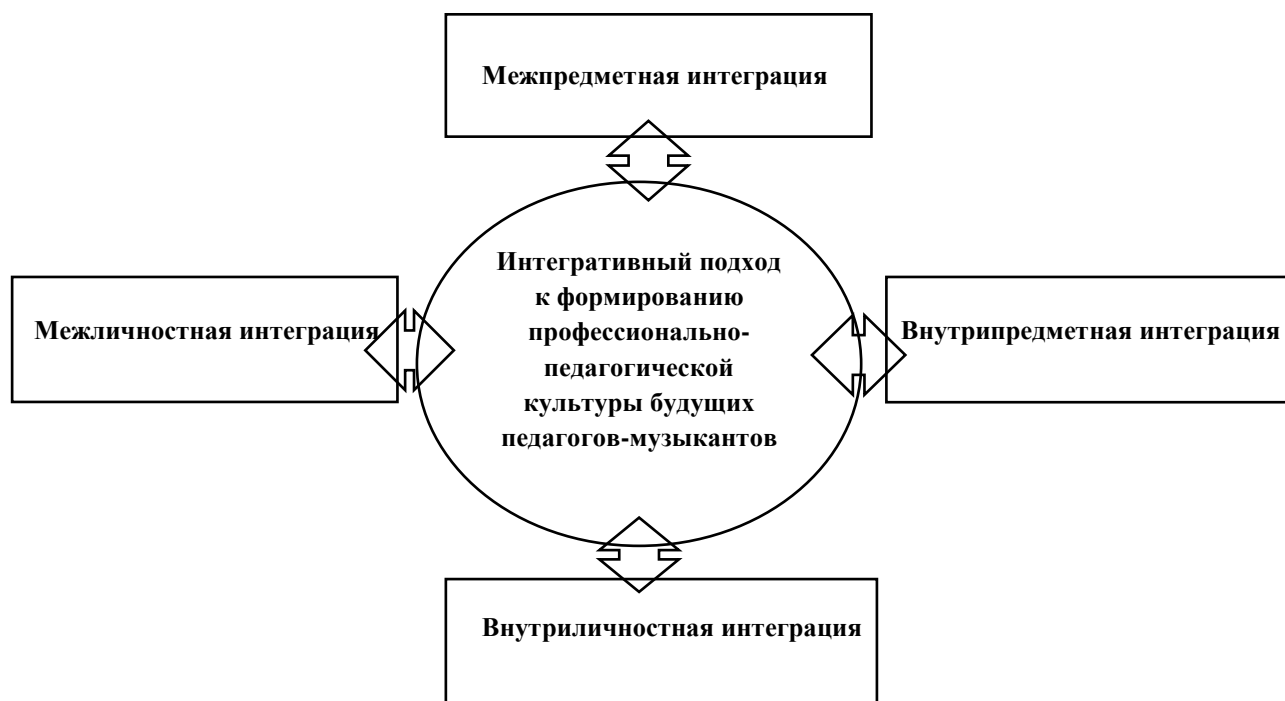 Межпредметная интеграция
Интегративный подход
к формированию
профессионально-
педагогической
культуры будущих
педагогов-музыкантов
Межличностная интеграция
Внутрипредметная интеграция
Внутриличностная интеграция